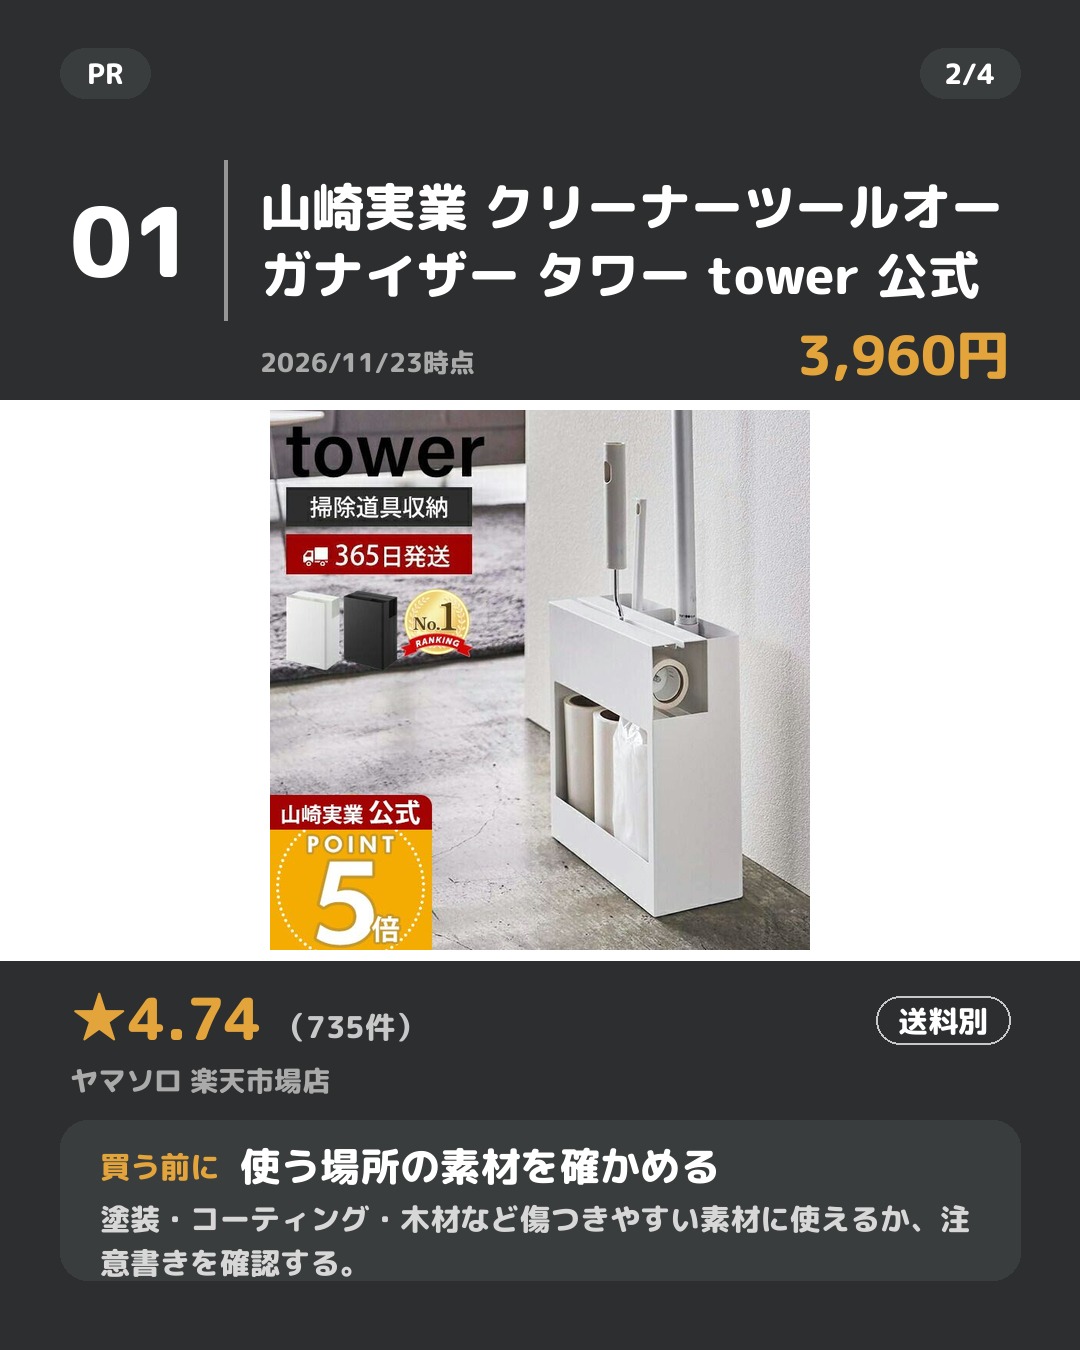 PR
2/4
01
山崎実業 クリーナーツールオー
ガナイザー タワー tower 公式
2026/11/23時点
3,960円
tower
掃除道具収納
365日発送
No.1
RANKING
山崎実業 公式
POINT
5倍
★4.74 (735件)
送料別
ヤマソロ 楽天市場店
買う前に 使う場所の素材を確かめる
塗装・コーティング・木材など傷つきやすい素材に使えるか、注
意書きを確認する。